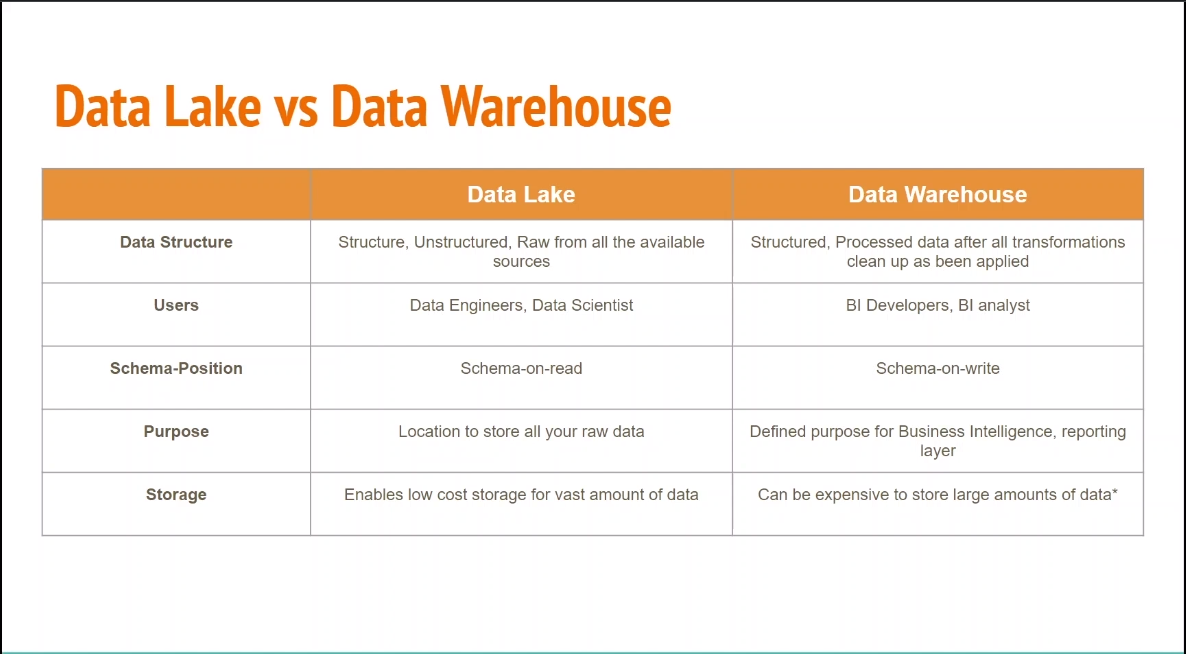 Data Lake vs Data Warehouse
Data Lake
Data Warehouse
Data Structure
Structure, Unstructured, Raw from all the available
sources
Structured, Processed data after all transformations
clean up as been applied
Users
Data Engineers, Data Scientist
BI Developers, BI analyst
Schema-Position
Schema-on-read
Schema-on-write
Purpose
Location to store all your raw data
Defined purpose for Business Intelligence, reporting
layer
Storage
Enables low cost storage for vast amount of data
Can be expensive to store large amounts of data*